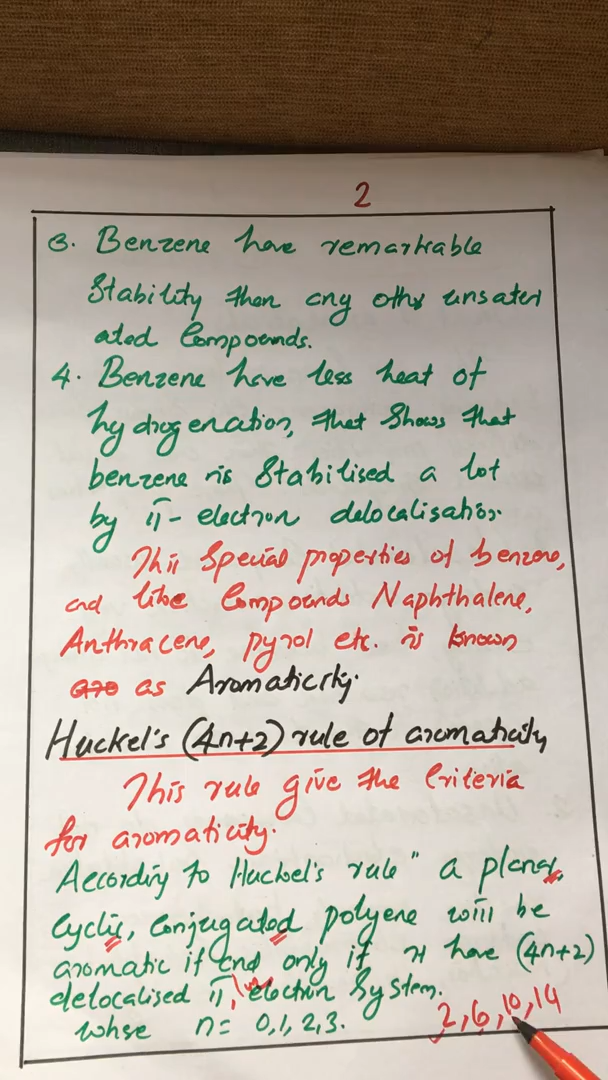 2
3. Benzene have remarkable
Stability then any other unsatur
ated Compounds.
4. Benzene have less heat of
hydrogenation, that shows that
benzene is Stabilised a lot
by π-electron delocalisation.
This Special properties of benzene,
and like Compounds Naphthalene,
Anthracene, pyrol etc. is known
are as Aromaticity.
Huckel's (4n+2) rule of aromaticity
This rule give the Criteria
for aromaticity.
According to Huckel's rule " a planar,
Cyclic, Conjugated polyene will be
aromatic if and only if it have (4n+2)
delocalised π, electron System.
whse n = 0,1,2,3. 2,6,10,14